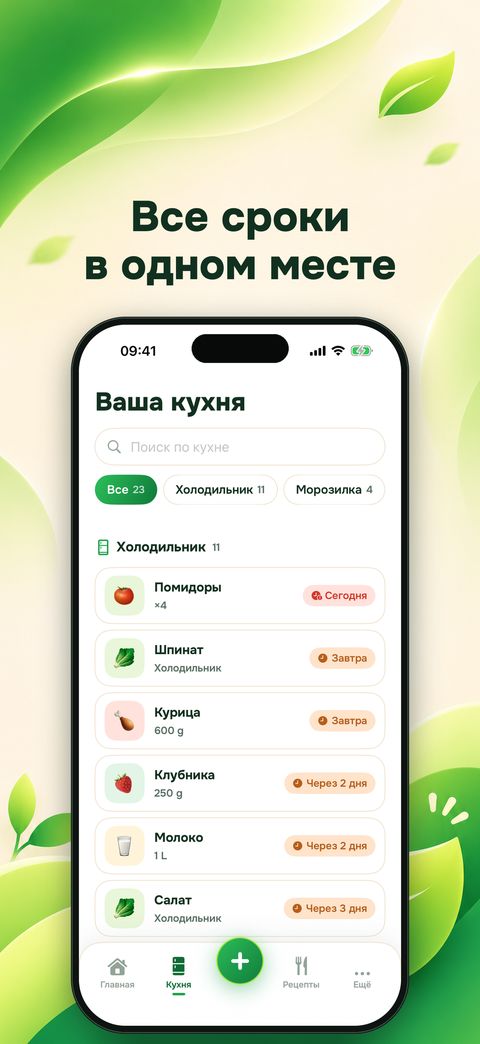 Все сроки
в одном месте
09:41
Ваша кухня
Поиск по кухне
Все 23
Холодильник 11
Морозилка 4
Холодильник 11
Помидоры
×4
Сегодня
Шпинат
Холодильник
Завтра
Курица
600 g
Завтра
Клубника
250 g
Через 2 дня
Молоко
1 L
Через 2 дня
Салат
Холодильник
Через 3 дня
Главная
Кухня
Рецепты
Ещё